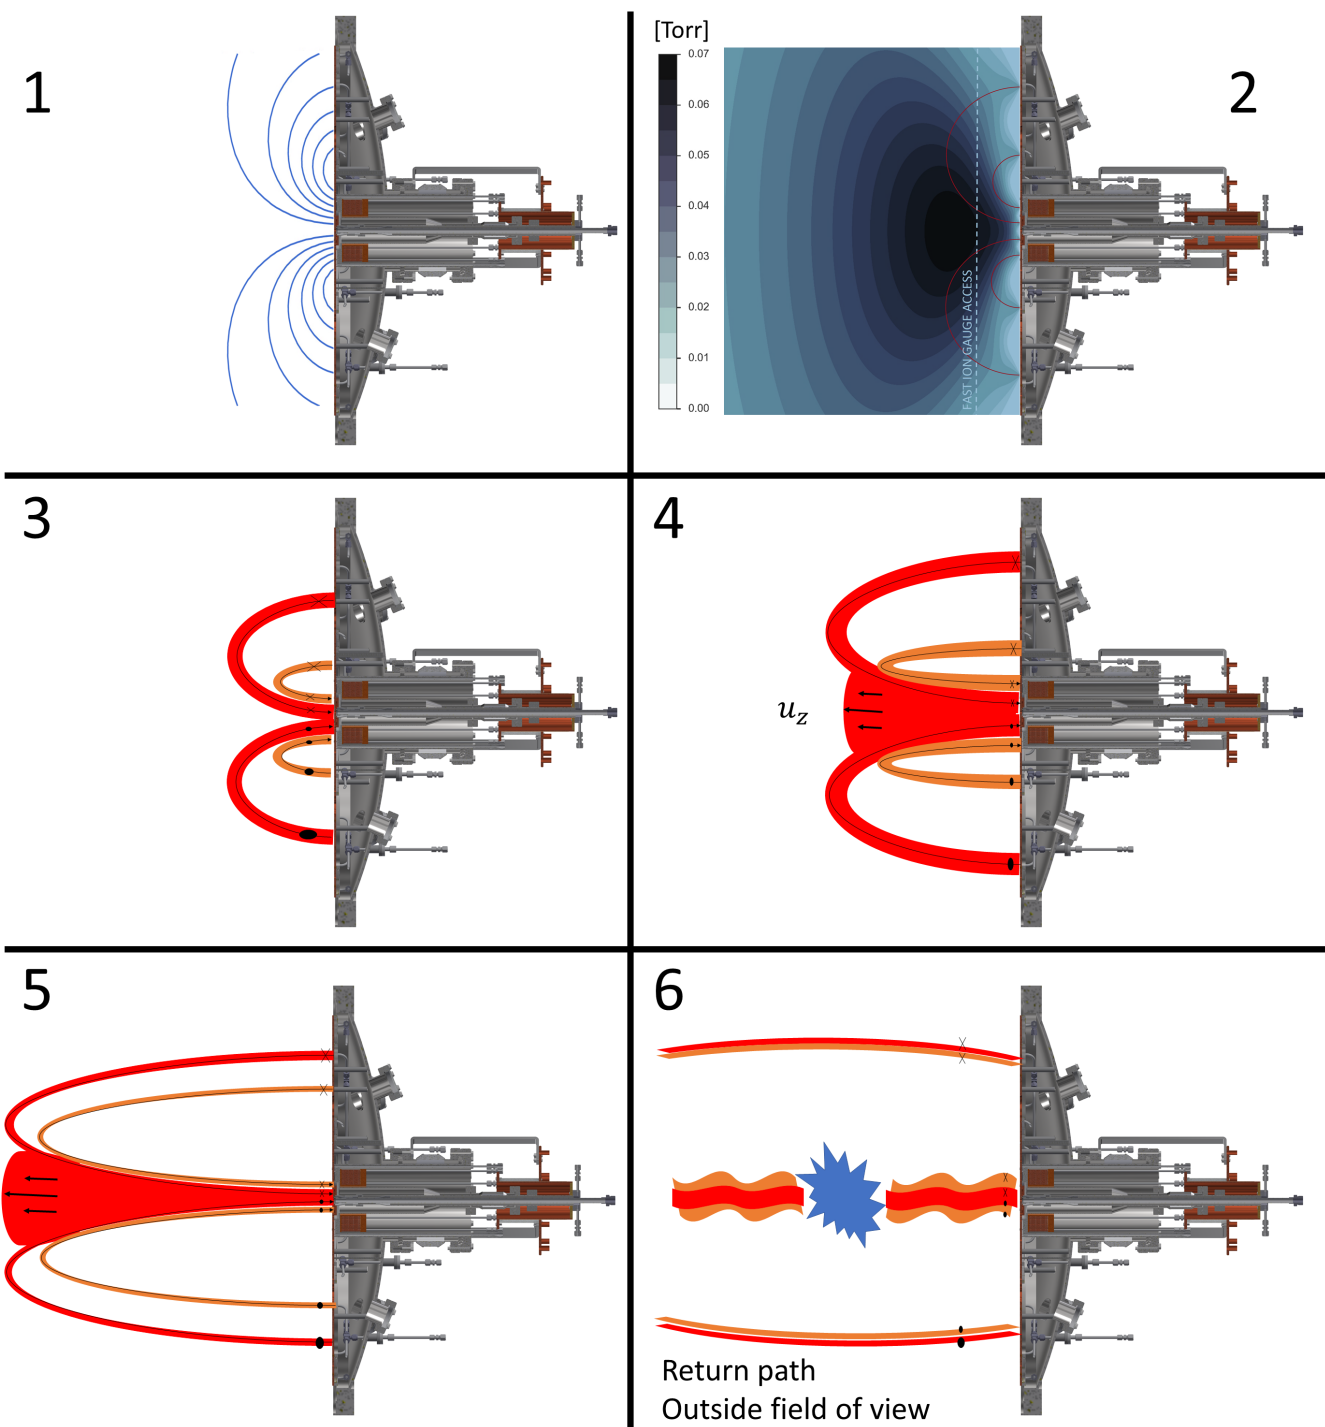 1
[Torr]
0.07
0.06
0.05
0.04
0.03
0.02
0.01
0.00
FAST ION GAUGE ACCESS
2
3
4
u_z
5
6
Return path
Outside field of view